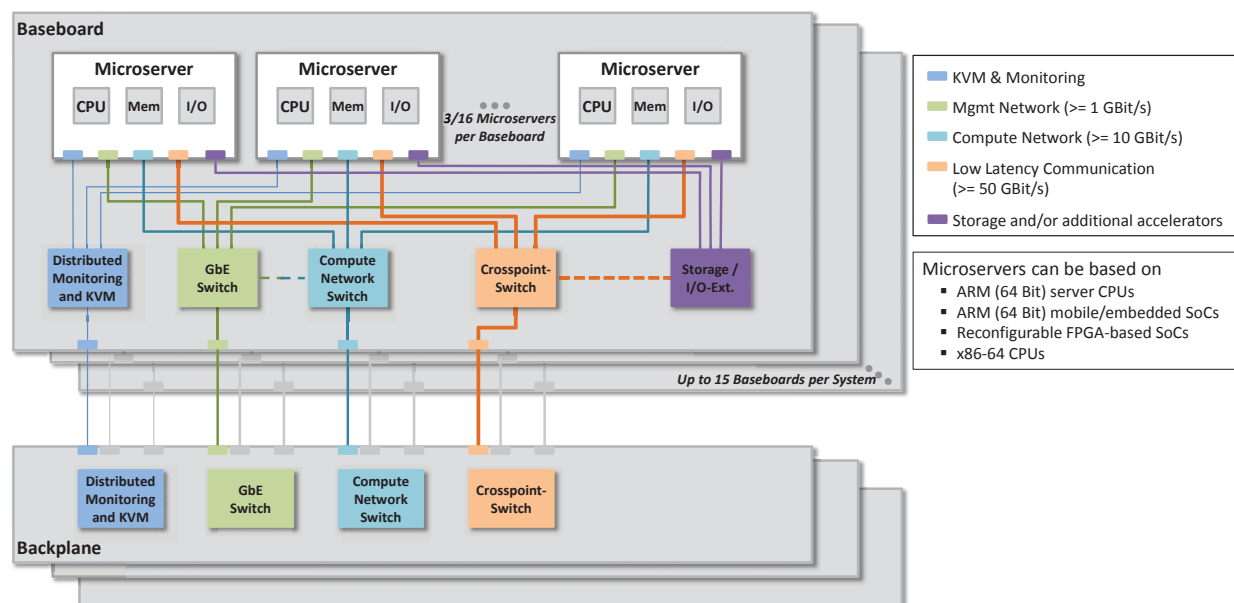 Baseboard
Microserver
CPU
Mem
I/O
Microserver
CPU
Mem
I/O
3/16 Microservers
per Baseboard
Microserver
CPU
Mem
I/O
Distributed
Monitoring
and KVM
GbE
Switch
Compute
Network
Switch
Crosspoint-
Switch
Storage /
I/O-Ext.
Up to 15 Baseboards per System
Distributed
Monitoring
and KVM
GbE
Switch
Compute
Network
Switch
Crosspoint-
Switch
Backplane
KVM & Monitoring
Mgmt Network (>= 1 GBit/s)
Compute Network (>= 10 GBit/s)
Low Latency Communication
(>= 50 GBit/s)
Storage and/or additional accelerators
Microservers can be based on
▪ ARM (64 Bit) server CPUs
▪ ARM (64 Bit) mobile/embedded SoCs
▪ Reconfigurable FPGA-based SoCs
▪ x86-64 CPUs